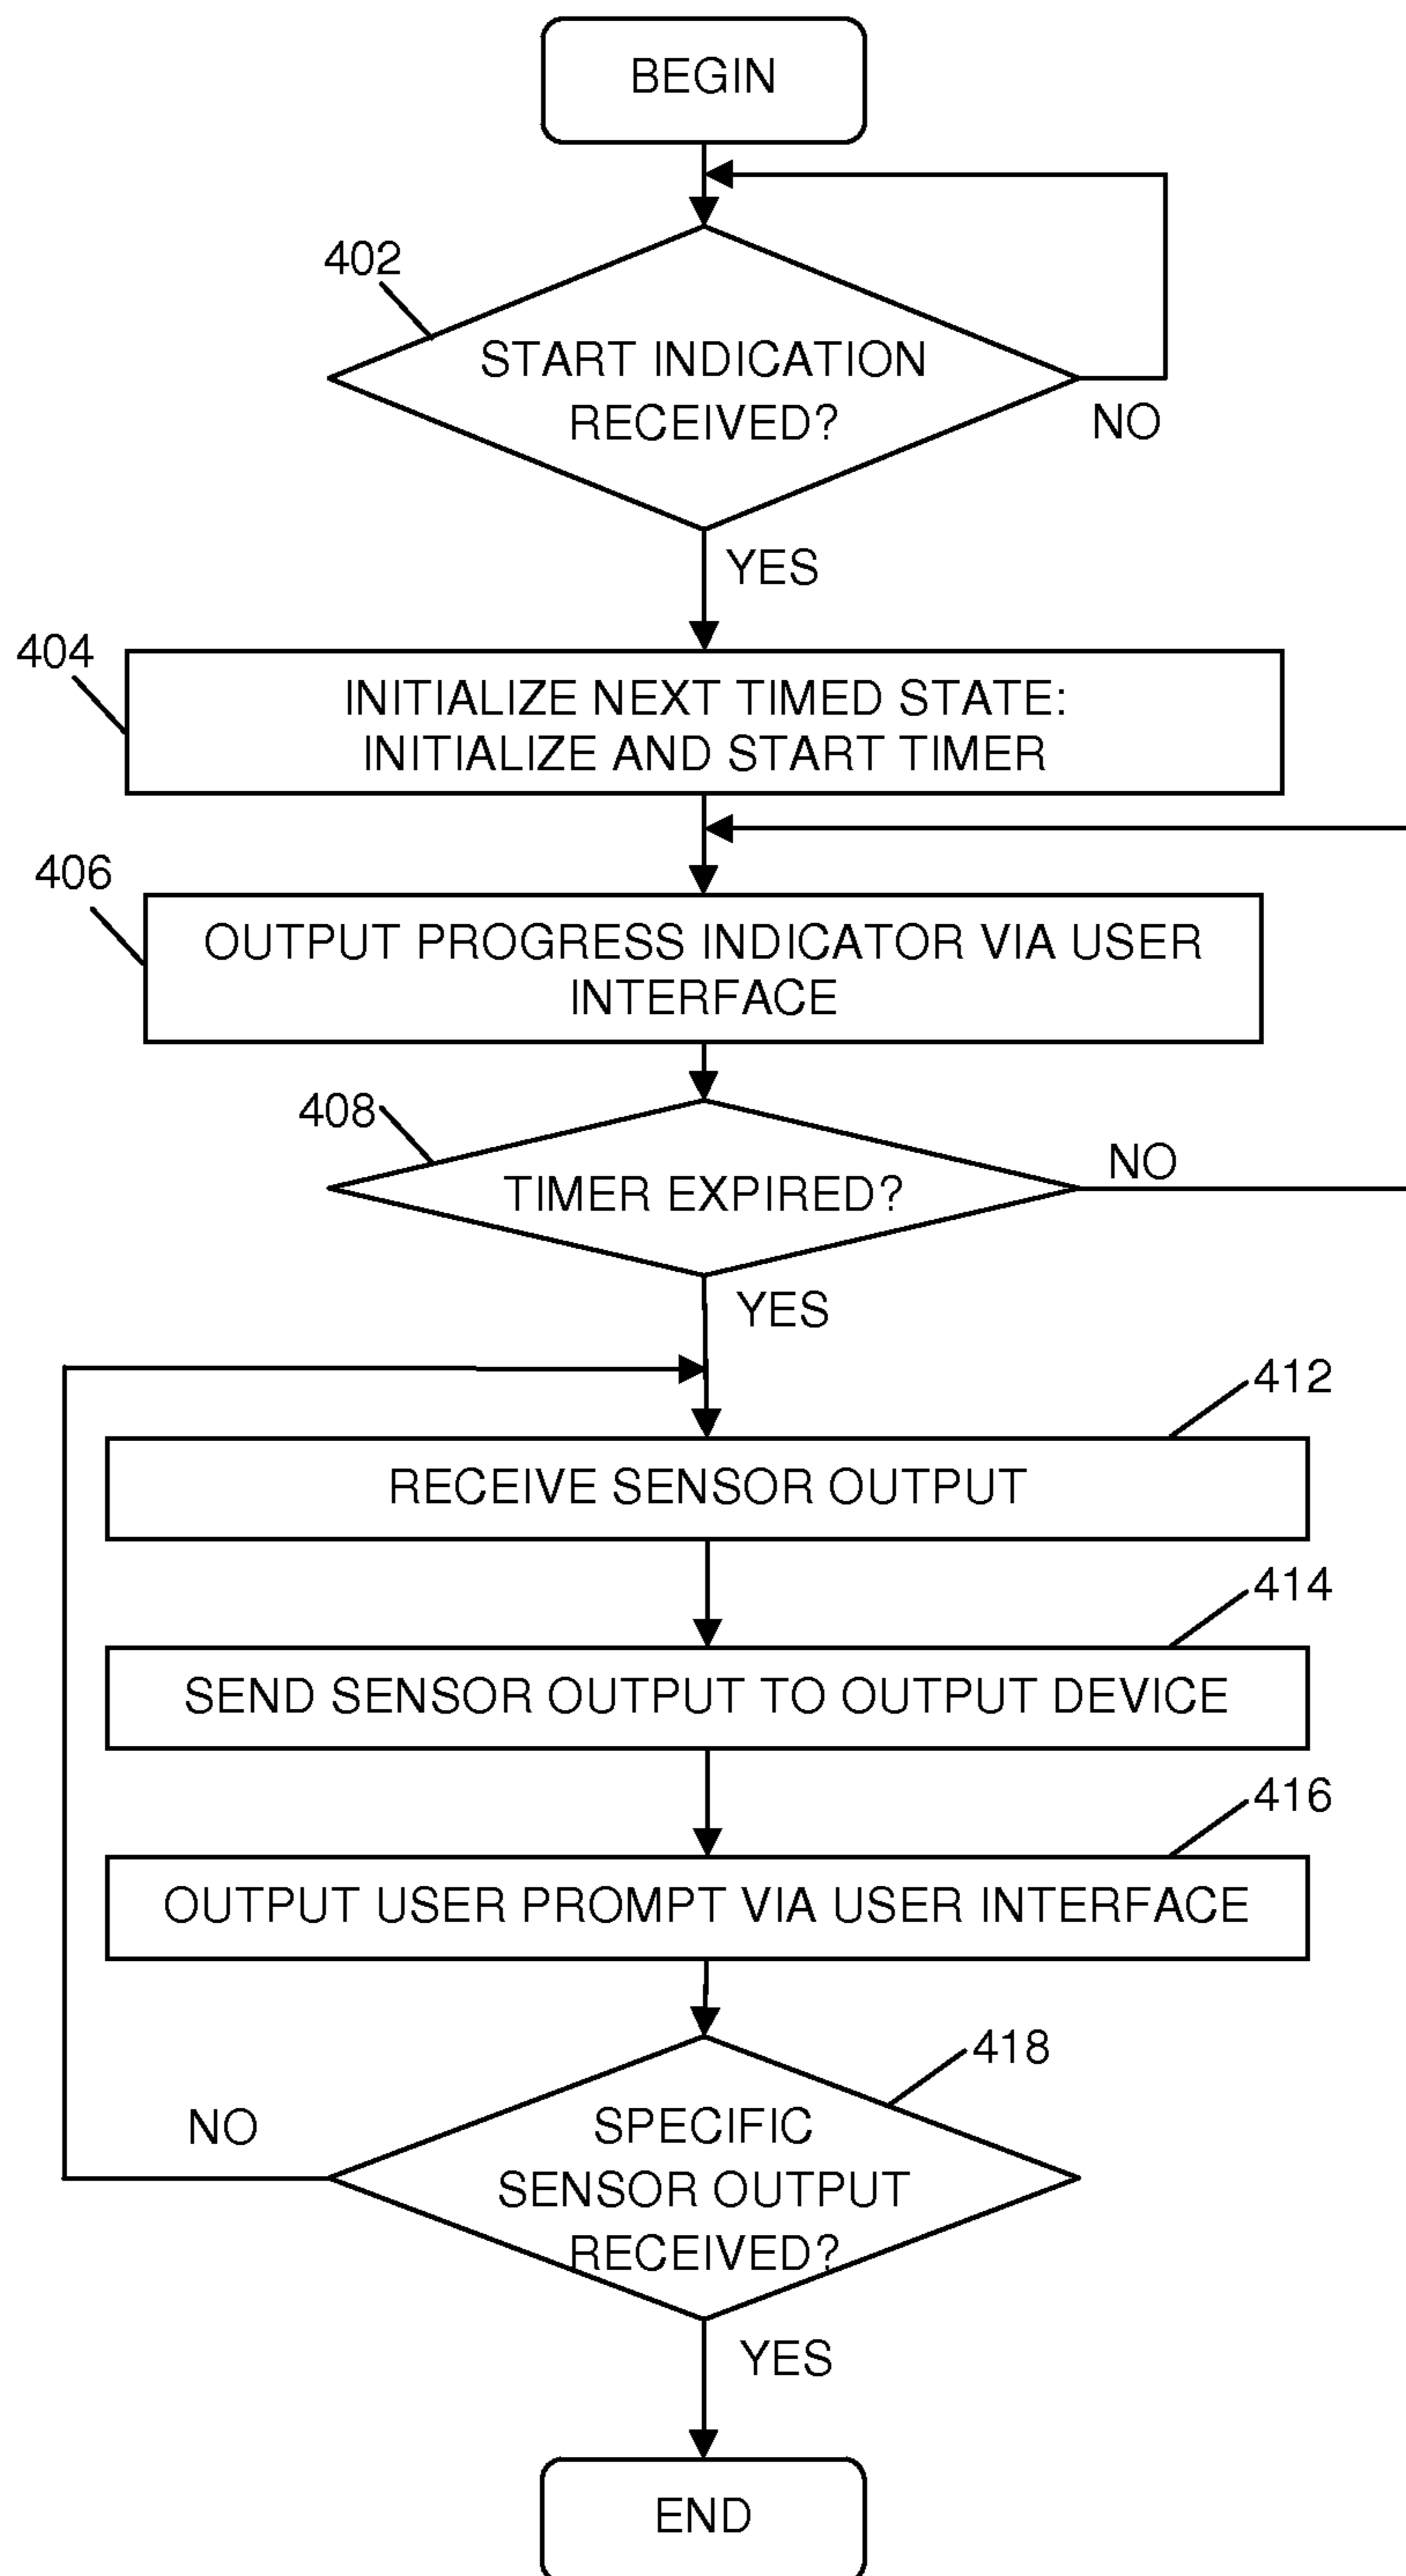 BEGIN
402
START INDICATION
RECEIVED?
NO
YES
404
INITIALIZE NEXT TIMED STATE:
INITIALIZE AND START TIMER
406
OUTPUT PROGRESS INDICATOR VIA USER
INTERFACE
408
TIMER EXPIRED?
NO
YES
412
RECEIVE SENSOR OUTPUT
414
SEND SENSOR OUTPUT TO OUTPUT DEVICE
416
OUTPUT USER PROMPT VIA USER INTERFACE
418
SPECIFIC
SENSOR OUTPUT
RECEIVED?
NO
YES
END